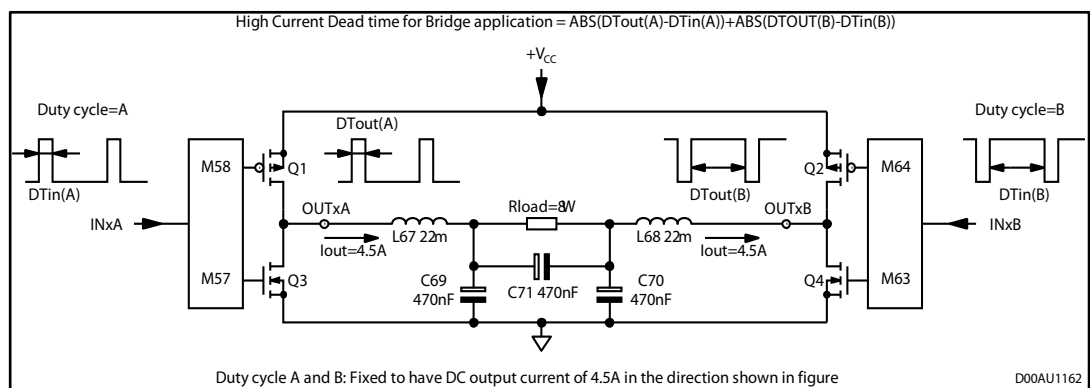 High Current Dead time for Bridge application = ABS(DTout(A)-DTin(A))+ABS(DTOUT(B)-DTin(B))
+VCC
Duty cycle=A
DTin(A)
INxA
M58
M57
Q1
Q3
DTout(A)
OUTxA
Iout=4.5A
L67 22m
Rload=8W
C69
470nF
C71 470nF
C70
470nF
L68 22m
DTout(B)
OUTxB
Iout=4.5A
Q2
Q4
M64
M63
Duty cycle=B
DTin(B)
INxB
Duty cycle A and B: Fixed to have DC output current of 4.5A in the direction shown in figure
D00AU1162